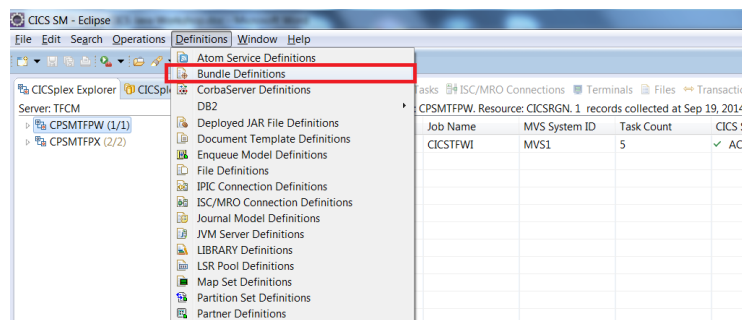 CICS SM - Eclipse
File Edit Search Operations Definitions Window Help
Atom Service Definitions
Bundle Definitions
CICSplex Explorer CICSple CorbaServer Definitions Tasks ISC/MRO Connections Terminals Files Transactio
Server: TFCM DB2 CPSMTFPW. Resource: CICSRGN. 1 records collected at Sep 19, 2014
CPSMTFPW (1/1) Deployed JAR File Definitions Job Name MVS System ID Task Count CICS
CPSMTFPX (2/2) Document Template Definitions CICSTFWI MVS1 5 AC
Enqueue Model Definitions
File Definitions
IPIC Connection Definitions
ISC/MRO Connection Definitions
Journal Model Definitions
JVM Server Definitions
LIBRARY Definitions
LSR Pool Definitions
Map Set Definitions
Partition Set Definitions
Partner Definitions